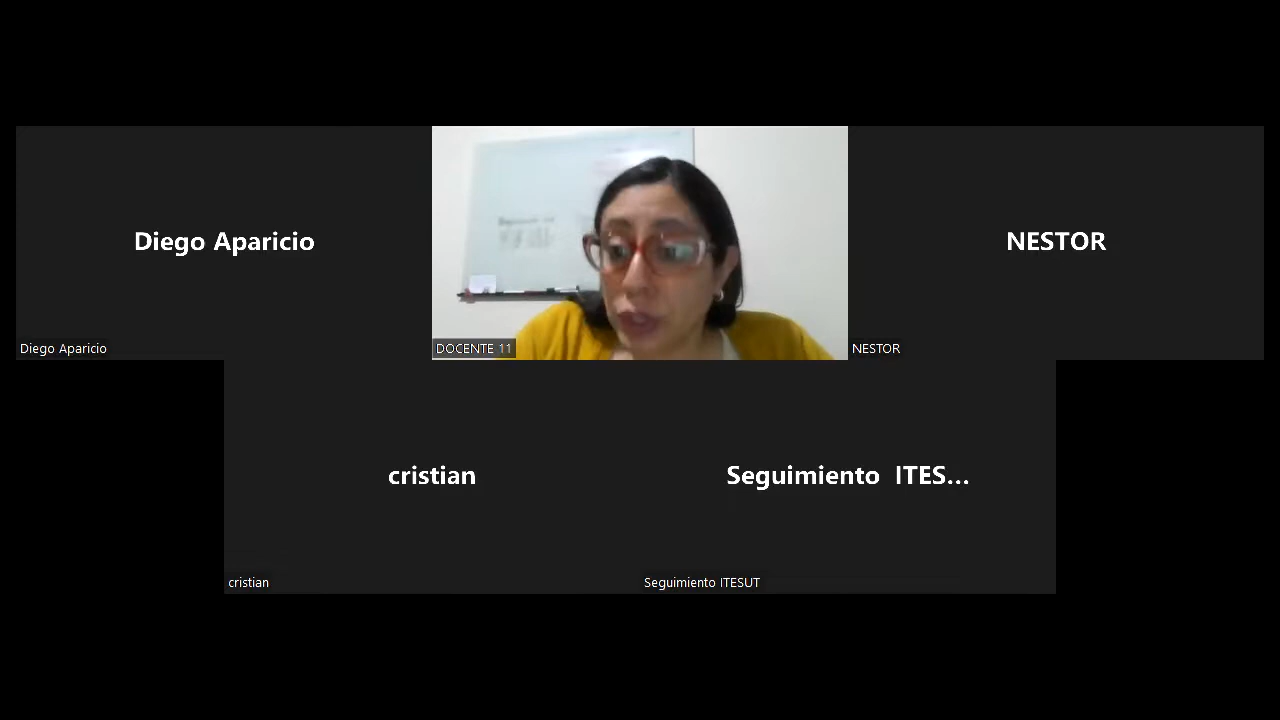 Diego Aparicio
NESTOR
Diego Aparicio
DOCENTE 11
NESTOR
cristian
Seguimiento ITES...
cristian
Seguimiento ITESUT